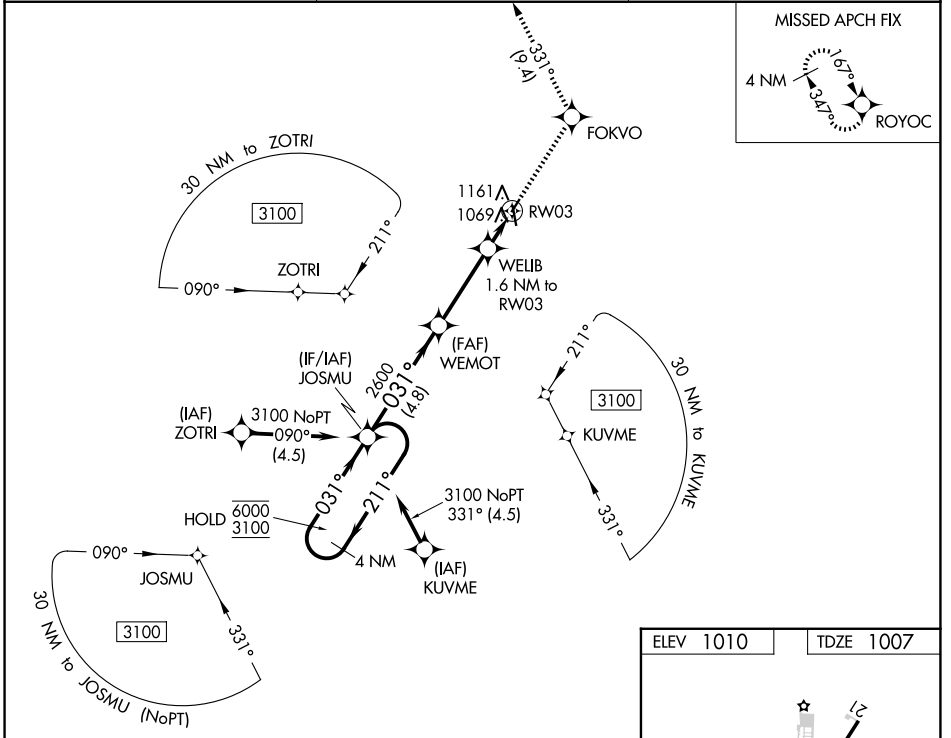 MISSED APCH FIX
4 NM
167°
347°
ROYOC
331°
(9.4)
FOKVO
30 NM to ZOTRI
3100
211°
ZOTRI
090°
1161
1069
RW03
WELIB
1.6 NM to
RW03
(FAF)
WEMOT
(IF/IAF)
JOSMU
2600
031°
(4.8)
(IAF)
ZOTRI
3100 NoPT
090°
(4.5)
211°
3100
KUVME
30 NM to KUVME
331°
031°
211°
HOLD
6000
3100
4 NM
3100 NoPT
331° (4.5)
(IAF)
KUVME
090°
JOSMU
3100
331°
30 NM to JOSMU (NoPT)
ELEV 1010
TDZE 1007
21